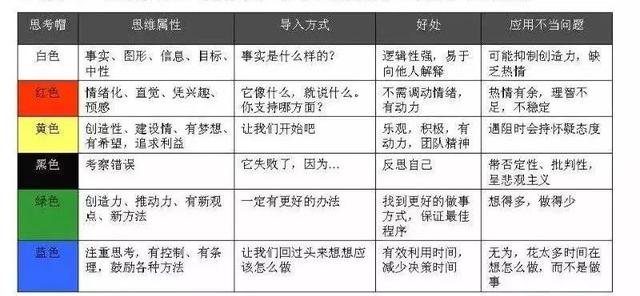 思考帽 思维属性 导入方式 好处 应用不当问题
白色 事实、图形、信息、目标、 事实是什么样的？ 逻辑性强，易于 可能抑制创造力，缺
中性 向他人解释 乏热情
红色 情绪化、直觉、凭兴趣、 它像什么，就说什么。 不需调动情绪， 热情有余，理智不
预感 你支持哪方面？ 有动力 足，不稳定
黄色 创造性、建设情、有梦想、 让我们开始吧 乐观，积极，有 遇阻时会持怀疑态度
有希望，追求利益 动力，团队精神
黑色 考察错误 它失败了，因为… 反思自己 带否定性、批判性，
呈悲观主义
绿色 创造力、推动力、有新观 一定有更好的办法 找到更好的做事 想得多，做得少
点、新方法 方式，保证最佳
程序
蓝色 注重思考，有控制、有条 让我们回过头来想想应 有效利用时间， 无为，花太多时间在
理，鼓励各种方法 该怎么做 减少决策时间 想怎么做，而不是做
事